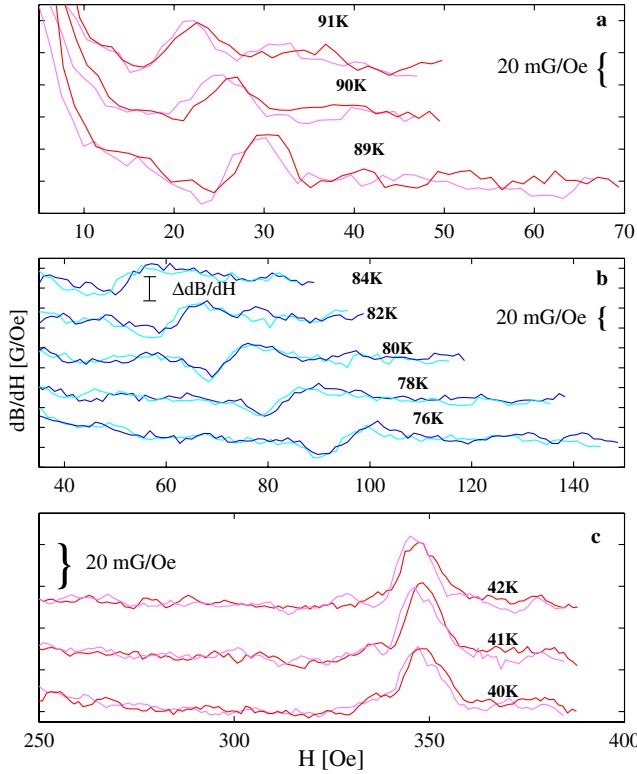 91K
a
20 mG/Oe {
90K
89K
10 20 30 40 50 60 70
b
84K
ΔdB/dH
82K
20 mG/Oe {
80K
78K
76K
dB/dH [G/Oe]
40 60 80 100 120 140
c
} 20 mG/Oe
42K
41K
40K
250 300 350 400
H [Oe]